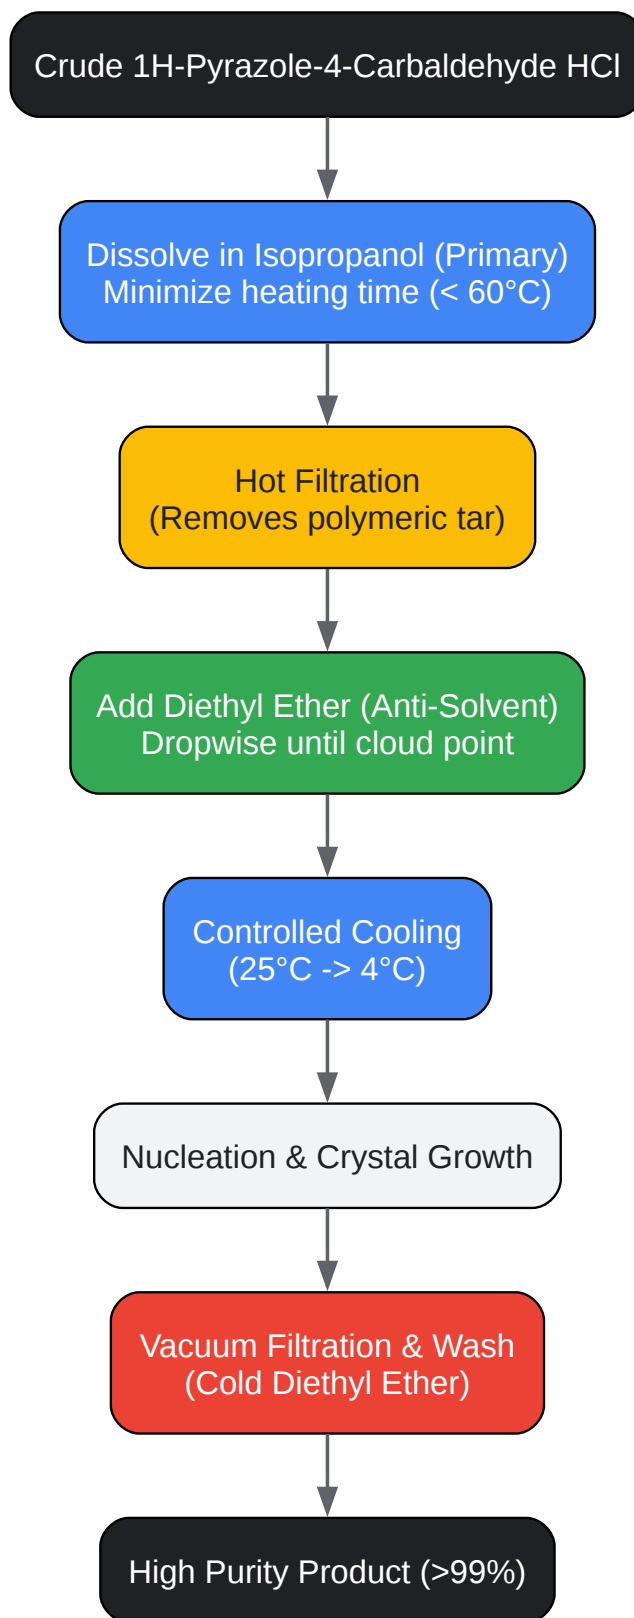 Crude 1H-Pyrazole-4-Carbaldehyde HCl
Dissolve in Isopropanol (Primary)
Minimize heating time (< 60°C)
Hot Filtration
(Removes polymeric tar)
Add Diethyl Ether (Anti-Solvent)
Dropwise until cloud point
Controlled Cooling
(25°C -> 4°C)
Nucleation & Crystal Growth
Vacuum Filtration & Wash
(Cold Diethyl Ether)
High Purity Product (>99%)